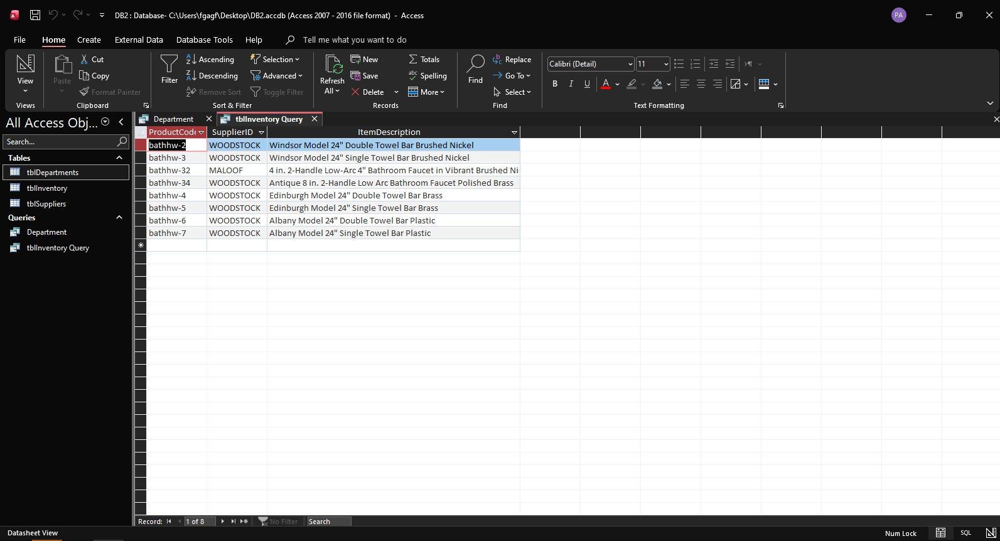 DB2 : Database- C:\Users\fgagf\Desktop\DB2.accdb (Access 2007 - 2016 file format) - Access
PA
File Home Create External Data Database Tools Help Tell me what you want to do
View
Views
Paste
Cut
Copy
Format Painter
Clipboard
Filter
Ascending
Descending
Remove Sort
Selection
Advanced
Toggle Filter
Sort & Filter
Refresh
All
New
Save
Delete
Totals
Spelling
More
Records
Find
Replace
Go To
Select
Find
Calibri (Detail) 11
B I U A
Text Formatting
All Access Obj...
Search...
Tables
tblDepartments
tblInventory
tblSuppliers
Queries
Department
tblInventory Query
Department tblInventory Query
ProductCode SupplierID ItemDescription
bathhw-2 WOODSTOCK Windsor Model 24" Double Towel Bar Brushed Nickel
bathhw-3 WOODSTOCK Windsor Model 24" Single Towel Bar Brushed Nickel
bathhw-32 MALOOF 4 in. 2-Handle Low-Arc 4" Bathroom Faucet in Vibrant Brushed Ni
bathhw-34 WOODSTOCK Antique 8 in. 2-Handle Low Arc Bathroom Faucet Polished Brass
bathhw-4 WOODSTOCK Edinburgh Model 24" Double Towel Bar Brass
bathhw-5 WOODSTOCK Edinburgh Model 24" Single Towel Bar Brass
bathhw-6 WOODSTOCK Albany Model 24" Double Towel Bar Plastic
bathhw-7 WOODSTOCK Albany Model 24" Single Towel Bar Plastic
Record: 1 of 8 No Filter Search
Datasheet View Num Lock SQL